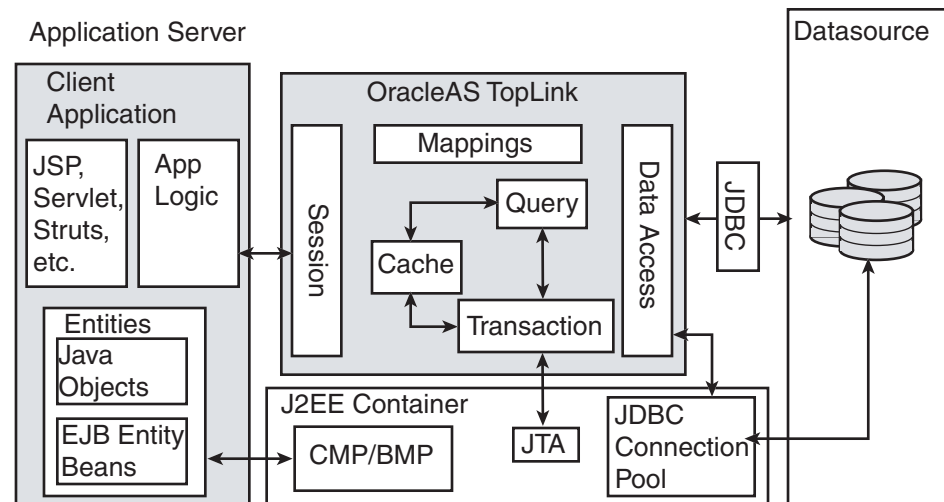 Application Server
Client
Application
JSP,
Servlet,
Struts,
etc.
App
Logic
Entities
Java
Objects
EJB Entity
Beans
OracleAS TopLink
Session
Mappings
Query
Cache
Transaction
Data Access
JDBC
Datasource
J2EE Container
CMP/BMP
JTA
JDBC
Connection
Pool